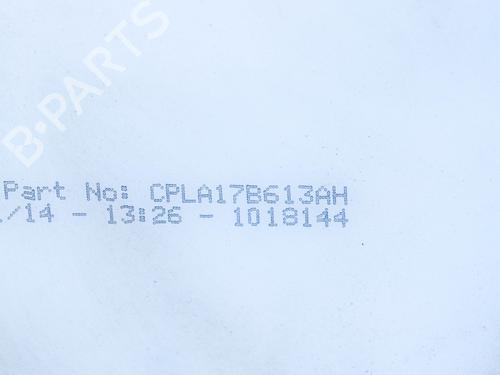 B-PARTS
Part No: CPLA17B613AH
/14 - 13:26 - 1018144